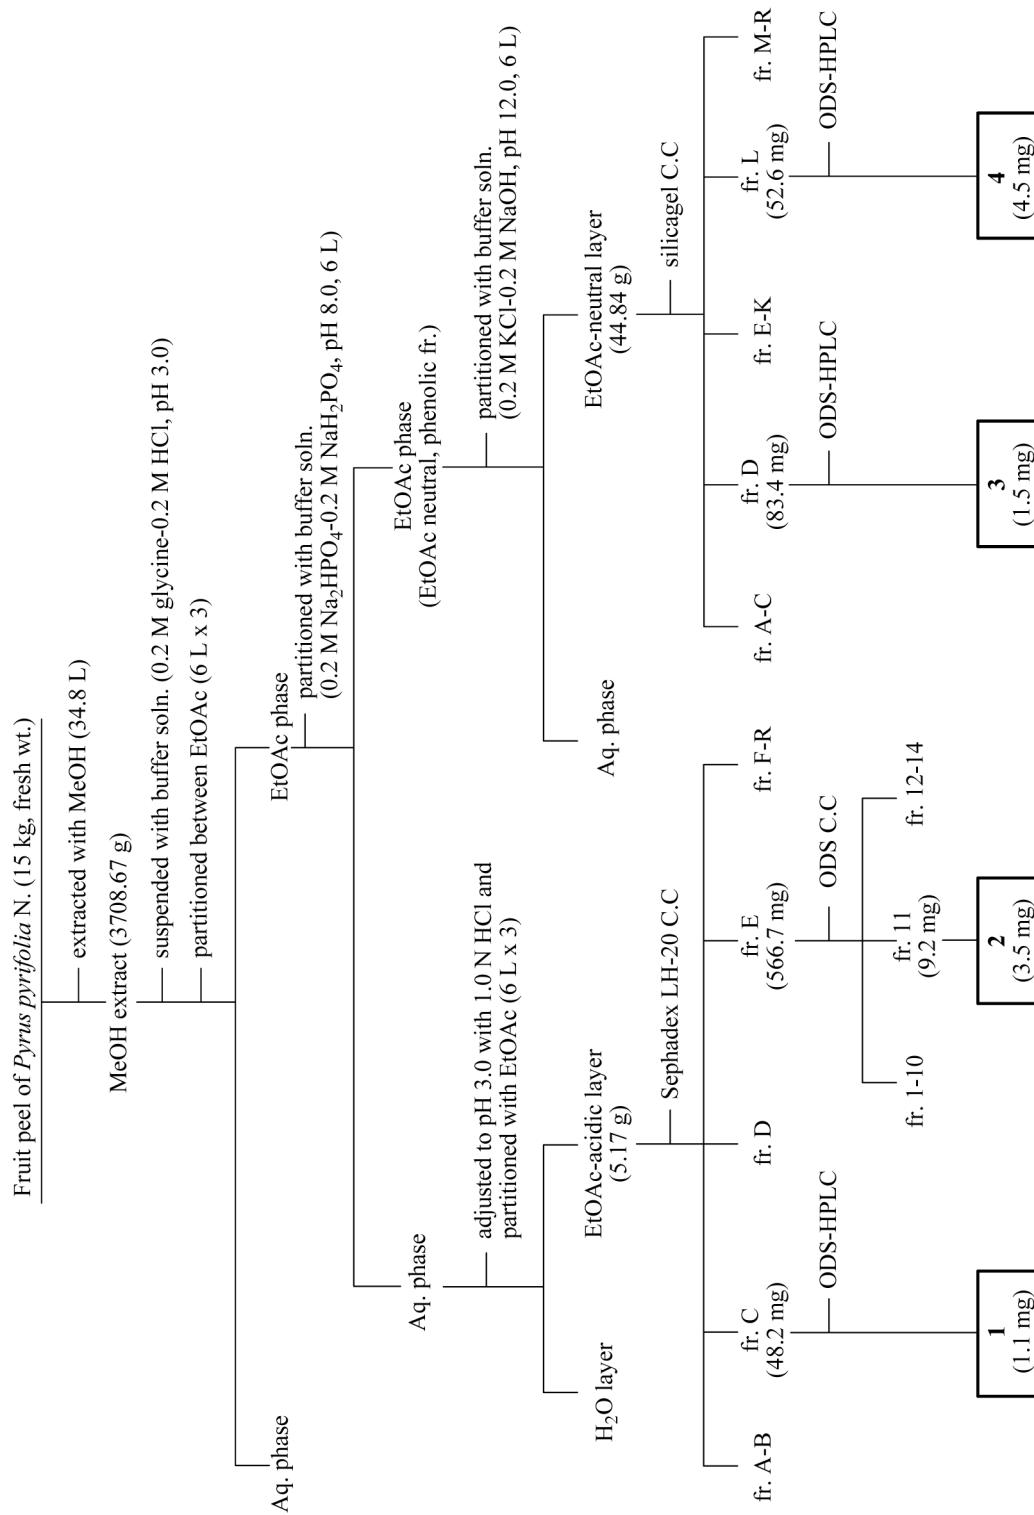 Fruit peel of Pyrus pyrifolia N. (15 kg, fresh wt.)
extracted with MeOH (34.8 L)
MeOH extract (3708.67 g)
suspended with buffer soln. (0.2 M glycine-0.2 M HCl, pH 3.0)
partitioned between EtOAc (6 L x 3)
Aq. phase
EtOAc phase
partitioned with buffer soln.
(0.2 M Na₂HPO₄-0.2 M NaH₂PO₄, pH 8.0, 6 L)
Aq. phase
EtOAc phase
(EtOAc neutral, phenolic fr.)
adjusted to pH 3.0 with 1.0 N HCl and
partitioned with EtOAc (6 L x 3)
partitioned with buffer soln.
(0.2 M KCl-0.2 M NaOH, pH 12.0, 6 L)
H₂O layer
EtOAc-acidic layer
(5.17 g)
Aq. phase
EtOAc-neutral layer
(44.84 g)
Sephadex LH-20 C.C
silicagel C.C
fr. A-B
fr. C
(48.2 mg)
fr. D
fr. E
(566.7 mg)
fr. F-R
fr. A-C
fr. D
(83.4 mg)
fr. E-K
fr. L
(52.6 mg)
fr. M-R
ODS-HPLC
ODS C.C
ODS-HPLC
ODS-HPLC
fr. 1-10
fr. 11
(9.2 mg)
fr. 12-14
1
(1.1 mg)
2
(3.5 mg)
3
(1.5 mg)
4
(4.5 mg)